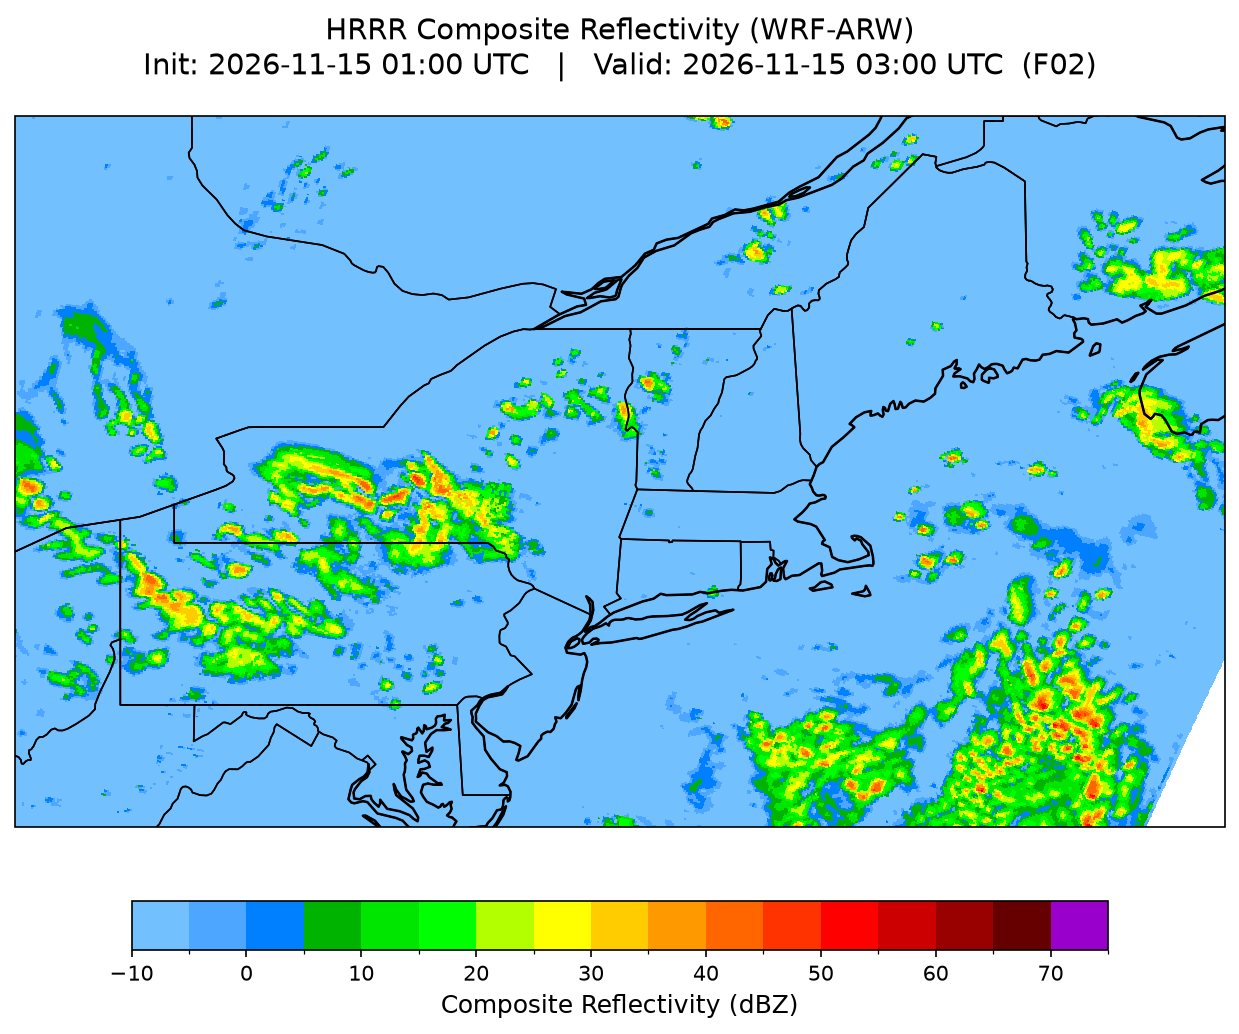 HRRR Composite Reflectivity (WRF-ARW)
Init: 2026-11-15 01:00 UTC   |   Valid: 2026-11-15 03:00 UTC  (F02)
−10 0 10 20 30 40 50 60 70
Composite Reflectivity (dBZ)